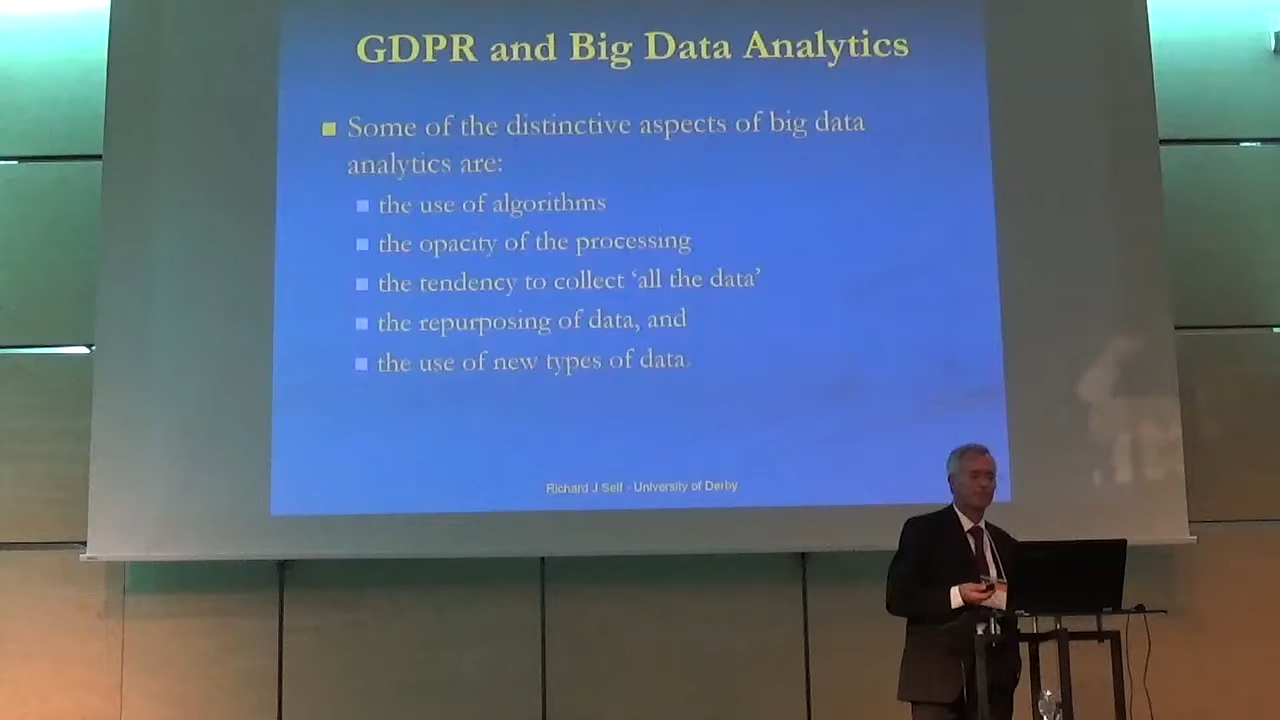 GDPR and Big Data Analytics
Some of the distinctive aspects of big data
analytics are:
the use of algorithms
the opacity of the processing
the tendency to collect ‘all the data’
the repurposing of data, and
the use of new types of data.
Richard J Self - University of Derby